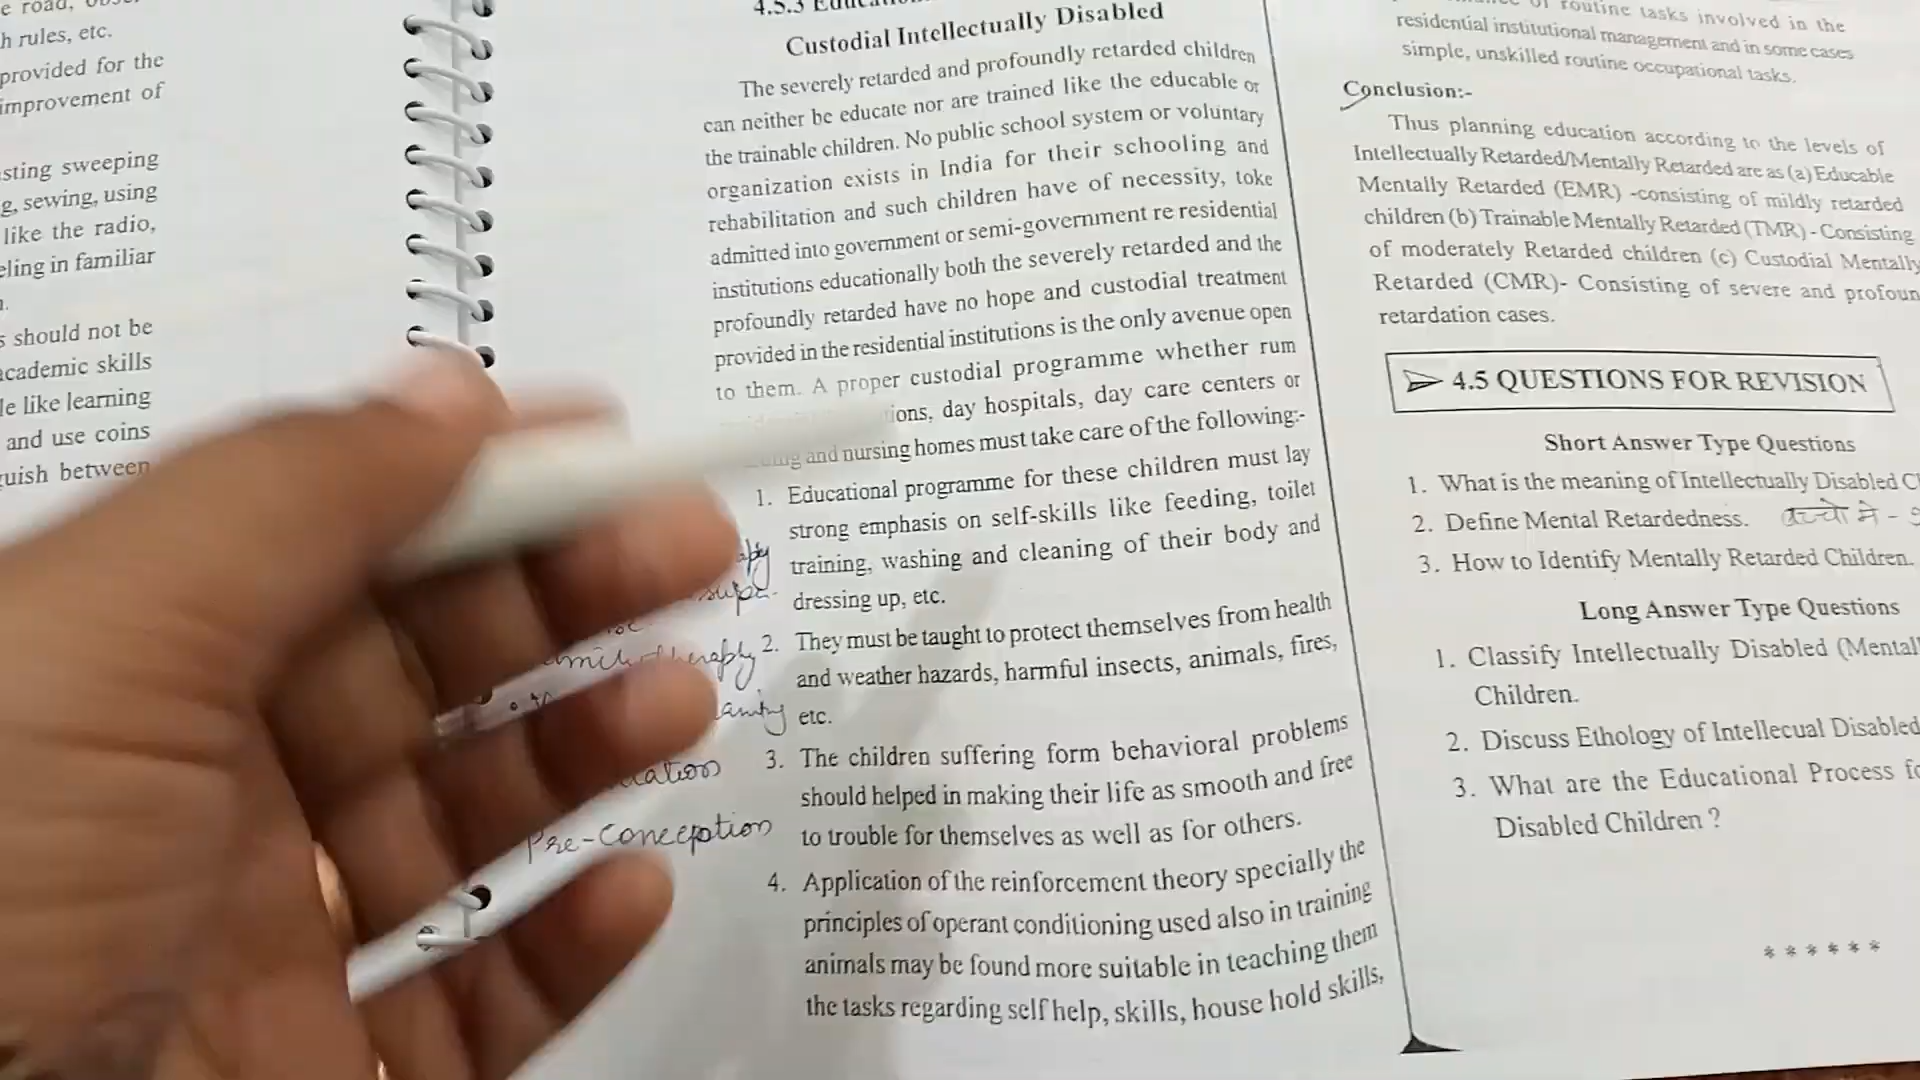 e road,
h rules, etc.
provided for the
improvement of
sting sweeping
g, sewing, using
like the radio,
eling in familiar
s should not be
academic skills
le like learning
and use coins
uish between
4.5.3
Custodial Intellectually Disabled
The severely retarded and profoundly retarded children
can neither be educate nor are trained like the educable or
the trainable children. No public school system or voluntary
organization exists in India for their schooling and
rehabilitation and such children have of necessity, toke
admitted into government or semi-government re residential
institutions educationally both the severely retarded and the
profoundly retarded have no hope and custodial treatment
provided in the residential institutions is the only avenue open
to them. A proper custodial programme whether rum
ions, day hospitals, day care centers or
and nursing homes must take care of the following:-
1. Educational programme for these children must lay
strong emphasis on self-skills like feeding, toilet
training, washing and cleaning of their body and
dressing up, etc.
2. They must be taught to protect themselves from health
and weather hazards, harmful insects, animals, fires,
etc.
3. The children suffering form behavioral problems
should helped in making their life as smooth and free
to trouble for themselves as well as for others.
4. Application of the reinforcement theory specially the
principles of operant conditioning used also in training
animals may be found more suitable in teaching them
the tasks regarding self help, skills, house hold skills,
therapy
Pre-conception
of routine tasks involved in the
residential institutional management and in some cases
simple, unskilled routine occupational tasks.
Conclusion:-
Thus planning education according to the levels of
Intellectually Retarded/Mentally Retarded are as (a) Educable
Mentally Retarded (EMR) -consisting of mildly retarded
children (b) Trainable Mentally Retarded (TMR) - Consisting
of moderately Retarded children (c) Custodial Mentally
Retarded (CMR)- Consisting of severe and profoun
retardation cases.
4.5 QUESTIONS FOR REVISION
Short Answer Type Questions
1. What is the meaning of Intellectually Disabled C
2. Define Mental Retardedness. बच्चो मे -
3. How to Identify Mentally Retarded Children.
Long Answer Type Questions
1. Classify Intellectually Disabled (Mental
Children.
2. Discuss Ethology of Intellecual Disabled
3. What are the Educational Process fo
Disabled Children ?
* * * * * *